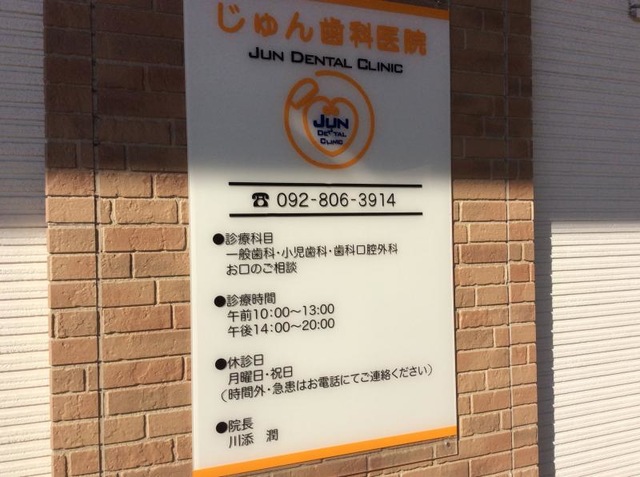 じゅん歯科医院
JUN DENTAL CLINIC
JUN
DENTAL
CLINIC
☎ 092-806-3914
●診療科目
一般歯科・小児歯科・歯科口腔外科
お口のご相談
●診療時間
午前10:00〜13:00
午後14:00〜20:00
●休診日
月曜日・祝日
（時間外・急患はお電話にてご連絡ください）
●院長
川添 潤